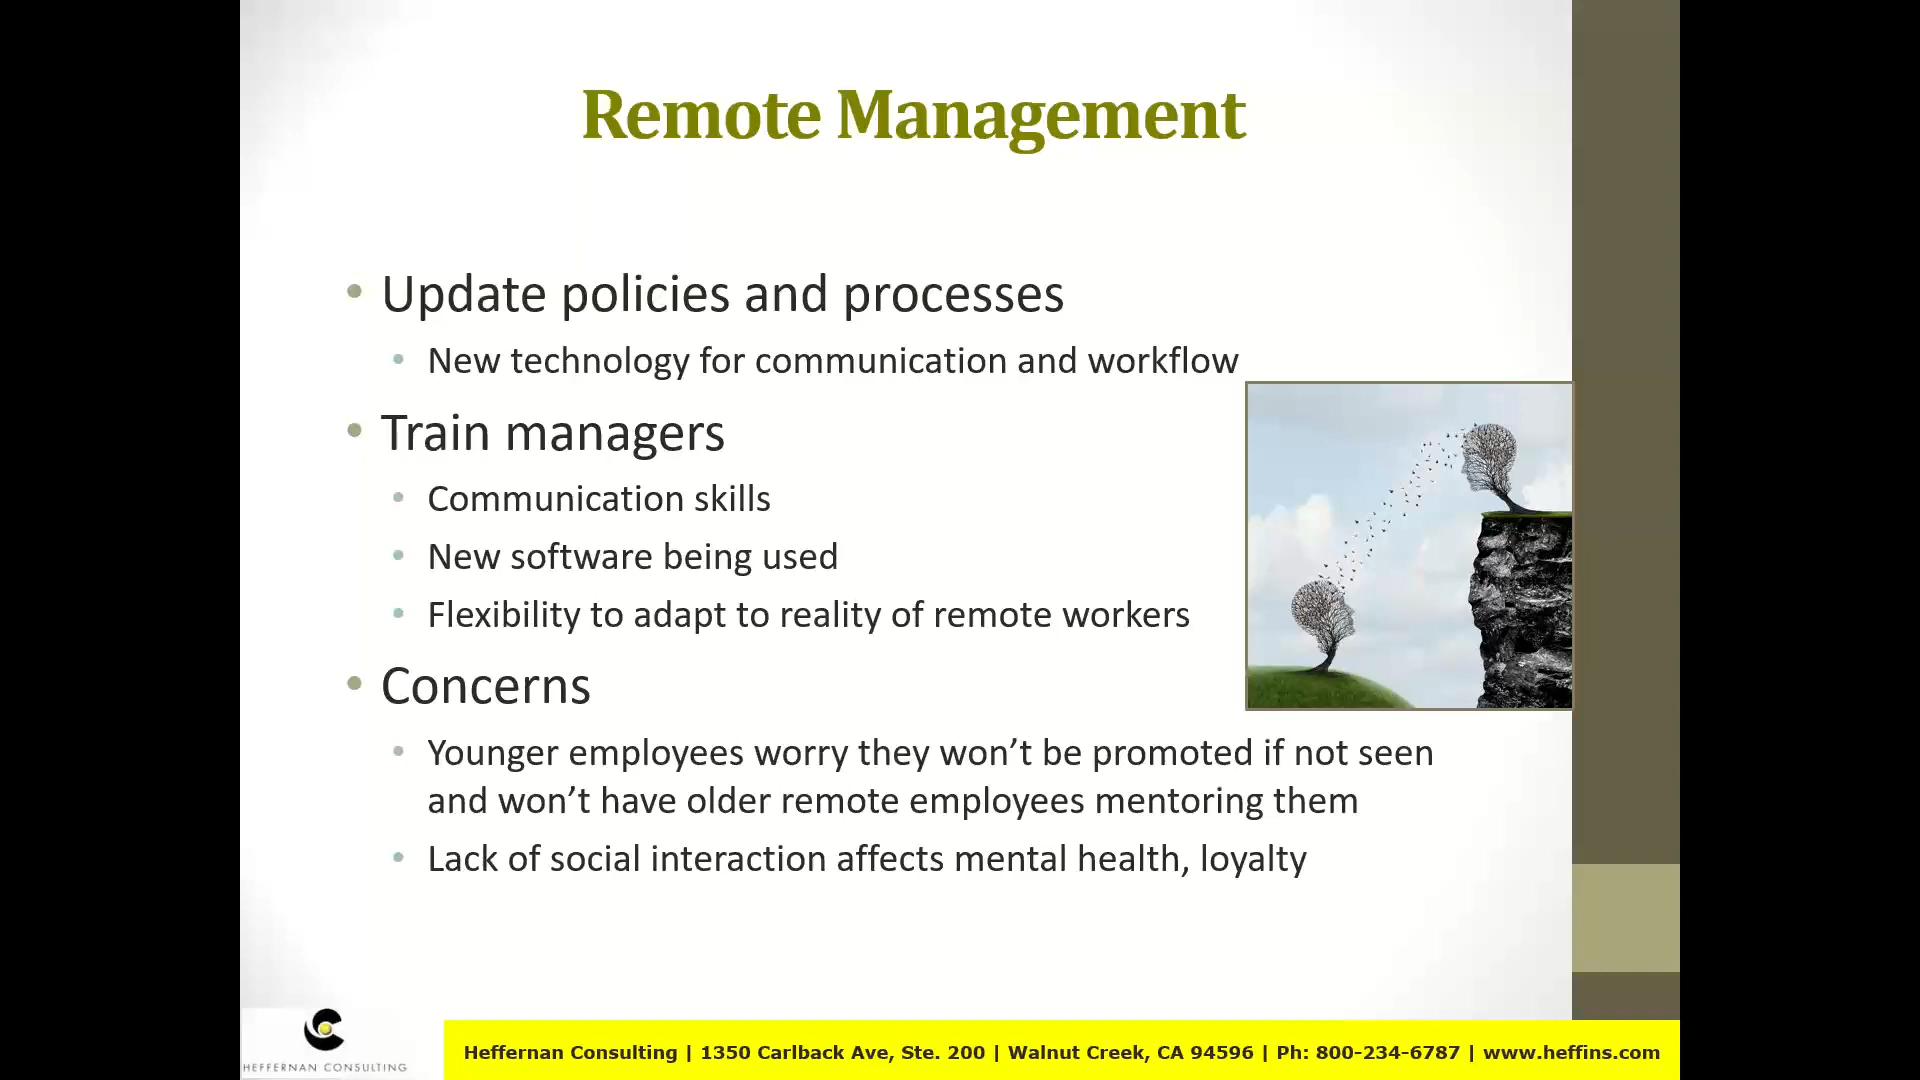 Remote Management
• Update policies and processes
• New technology for communication and workflow
• Train managers
• Communication skills
• New software being used
• Flexibility to adapt to reality of remote workers
• Concerns
• Younger employees worry they won’t be promoted if not seen
and won’t have older remote employees mentoring them
• Lack of social interaction affects mental health, loyalty
HEFFERNAN CONSULTING
Heffernan Consulting | 1350 Carlback Ave, Ste. 200 | Walnut Creek, CA 94596 | Ph: 800-234-6787 | www.heffins.com